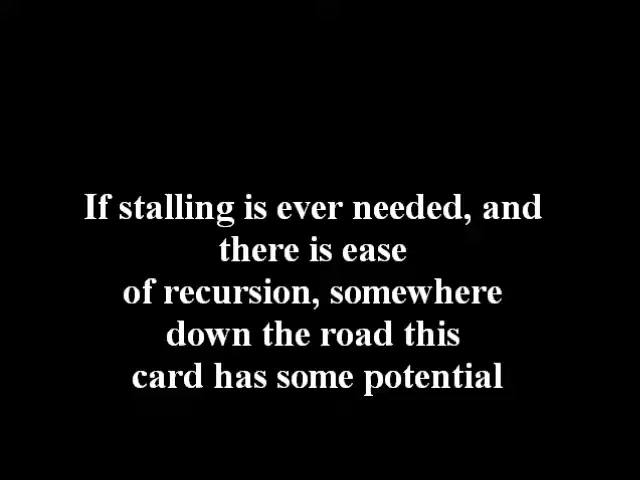 If stalling is ever needed, and
there is ease
of recursion, somewhere
down the road this
card has some potential